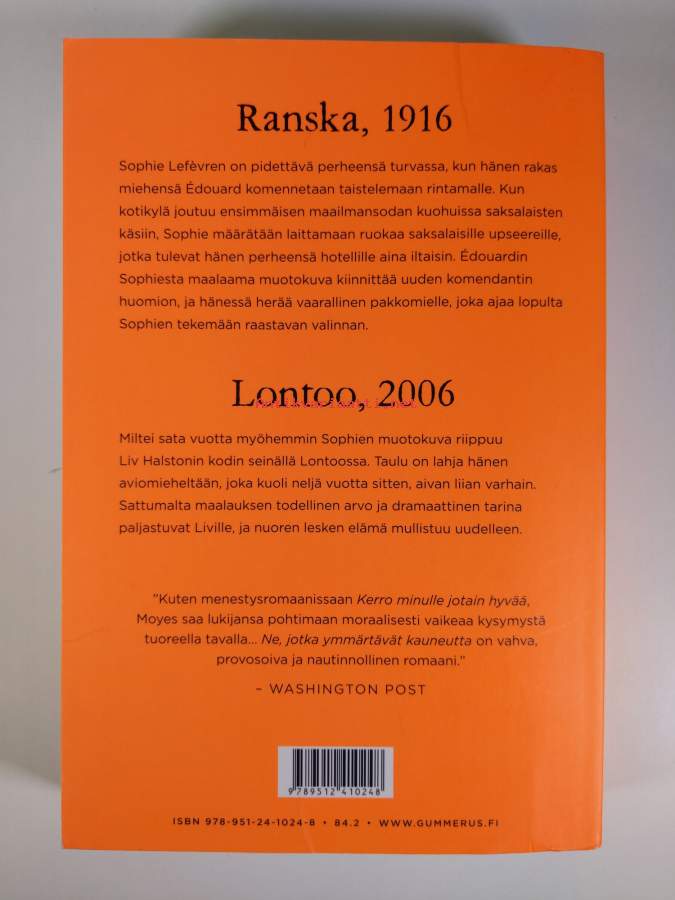 Ranska, 1916
Sophie Lefèvren on pidettävä perheensä turvassa, kun hänen rakas
miehensä Édouard komennetaan taistelemaan rintamalle. Kun
kotikylä joutuu ensimmäisen maailmansodan kuohuissa saksalaisten
käsiin, Sophie määrätään laittamaan ruokaa saksalaisille upseereille,
jotka tulevat hänen perheensä hotellille aina iltaisin. Édouardin
Sophiesta maalaama muotokuva kiinnittää uuden komendantin
huomion, ja hänessä herää vaarallinen pakkomielle, joka ajaa lopulta
Sophien tekemään raastavan valinnan.
Lontoo, 2006
Miltei sata vuotta myöhemmin Sophien muotokuva riippuu
Liv Halstonin kodin seinällä Lontoossa. Taulu on lahja hänen
aviomieheltään, joka kuoli neljä vuotta sitten, aivan liian varhain.
Sattumalta maalauksen todellinen arvo ja dramaattinen tarina
paljastuvat Liville, ja nuoren lesken elämä mullistuu uudelleen.
"Kuten menestysromaanissaan Kerro minulle jotain hyvää,
Moyes saa lukijansa pohtimaan moraalisesti vaikeaa kysymystä
tuoreella tavalla... Ne, jotka ymmärtävät kauneutta on vahva,
provosoiva ja nautinnollinen romaani."
– WASHINGTON POST
9 789512 410248
ISBN 978-951-24-1024-8 • 84.2 • WWW.GUMMERUS.FI